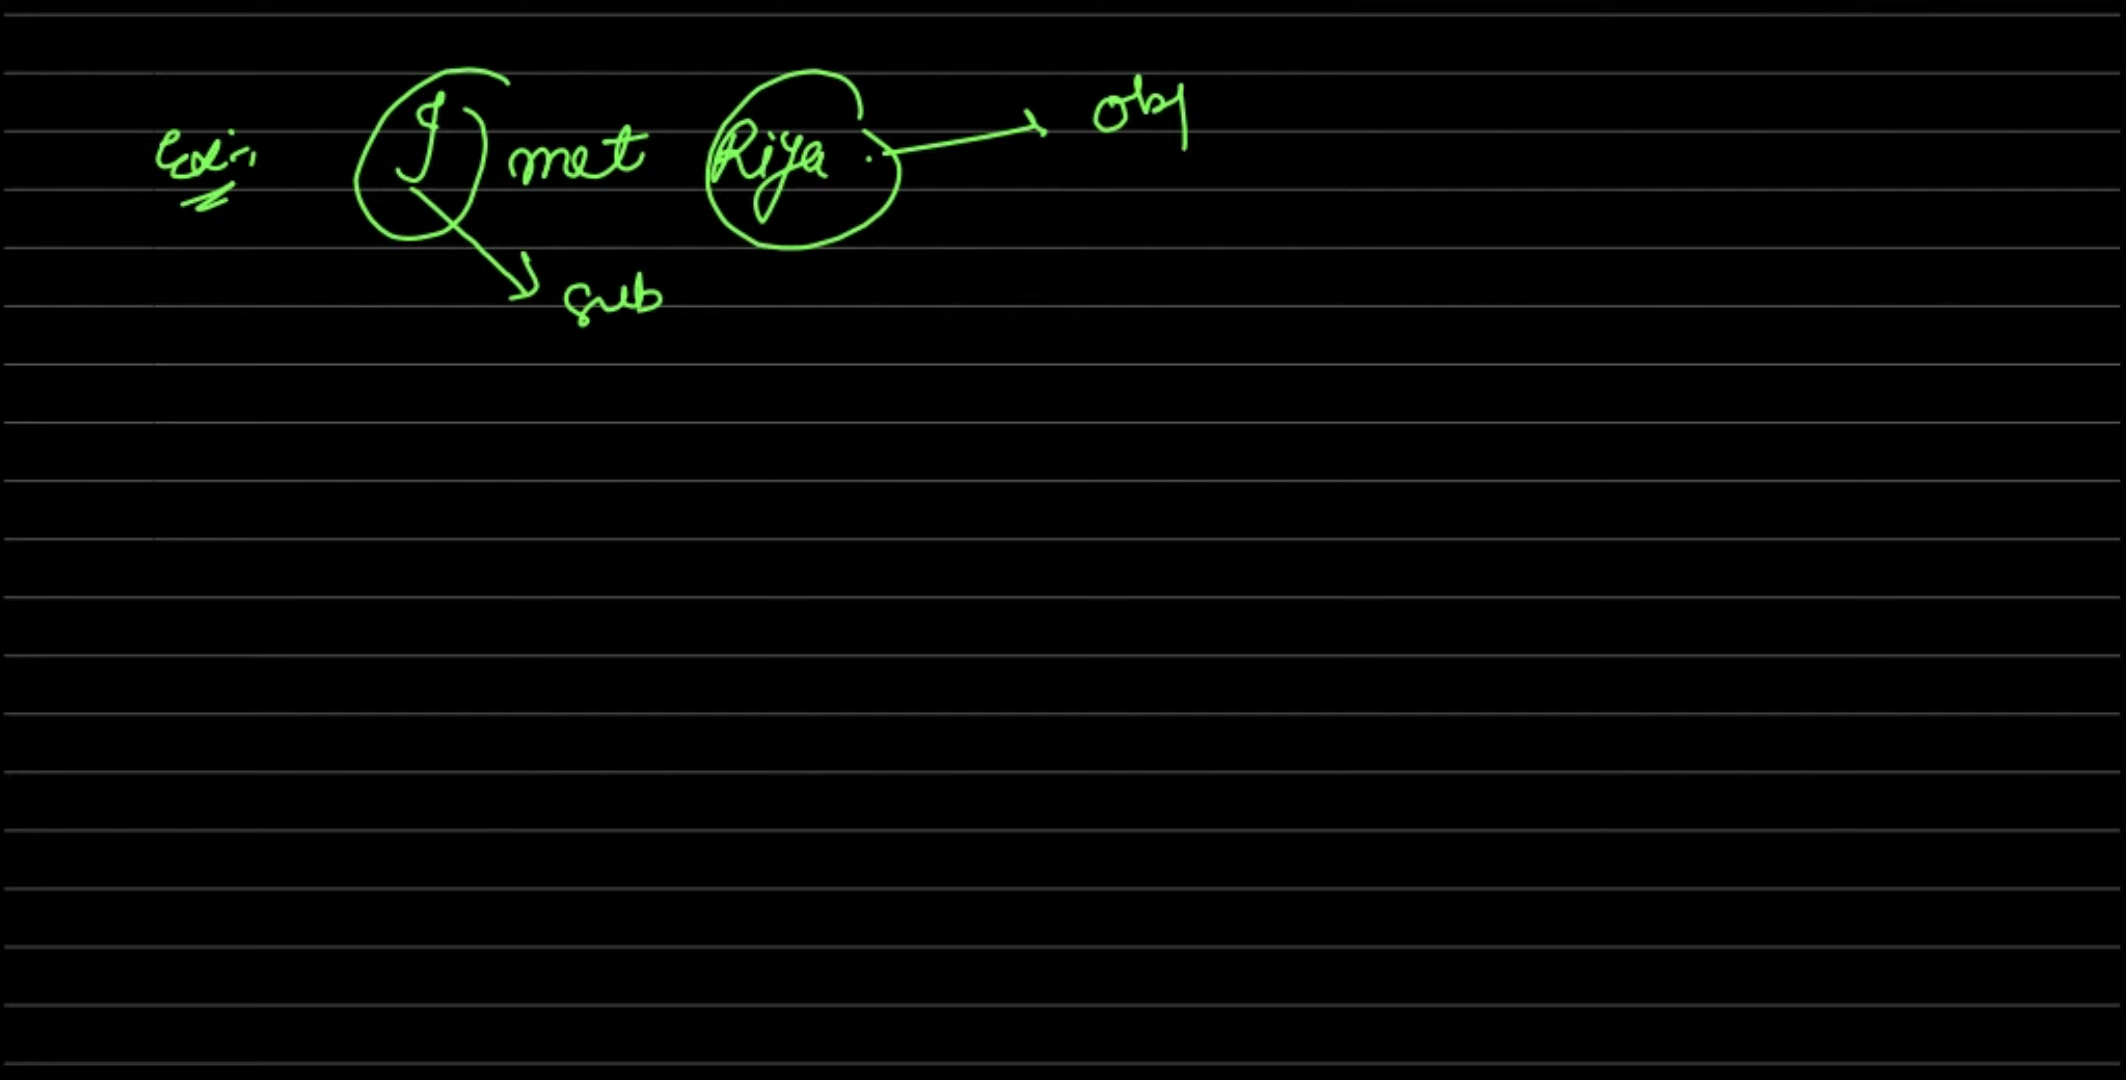 Ex:- I met Riya. → Obj
sub